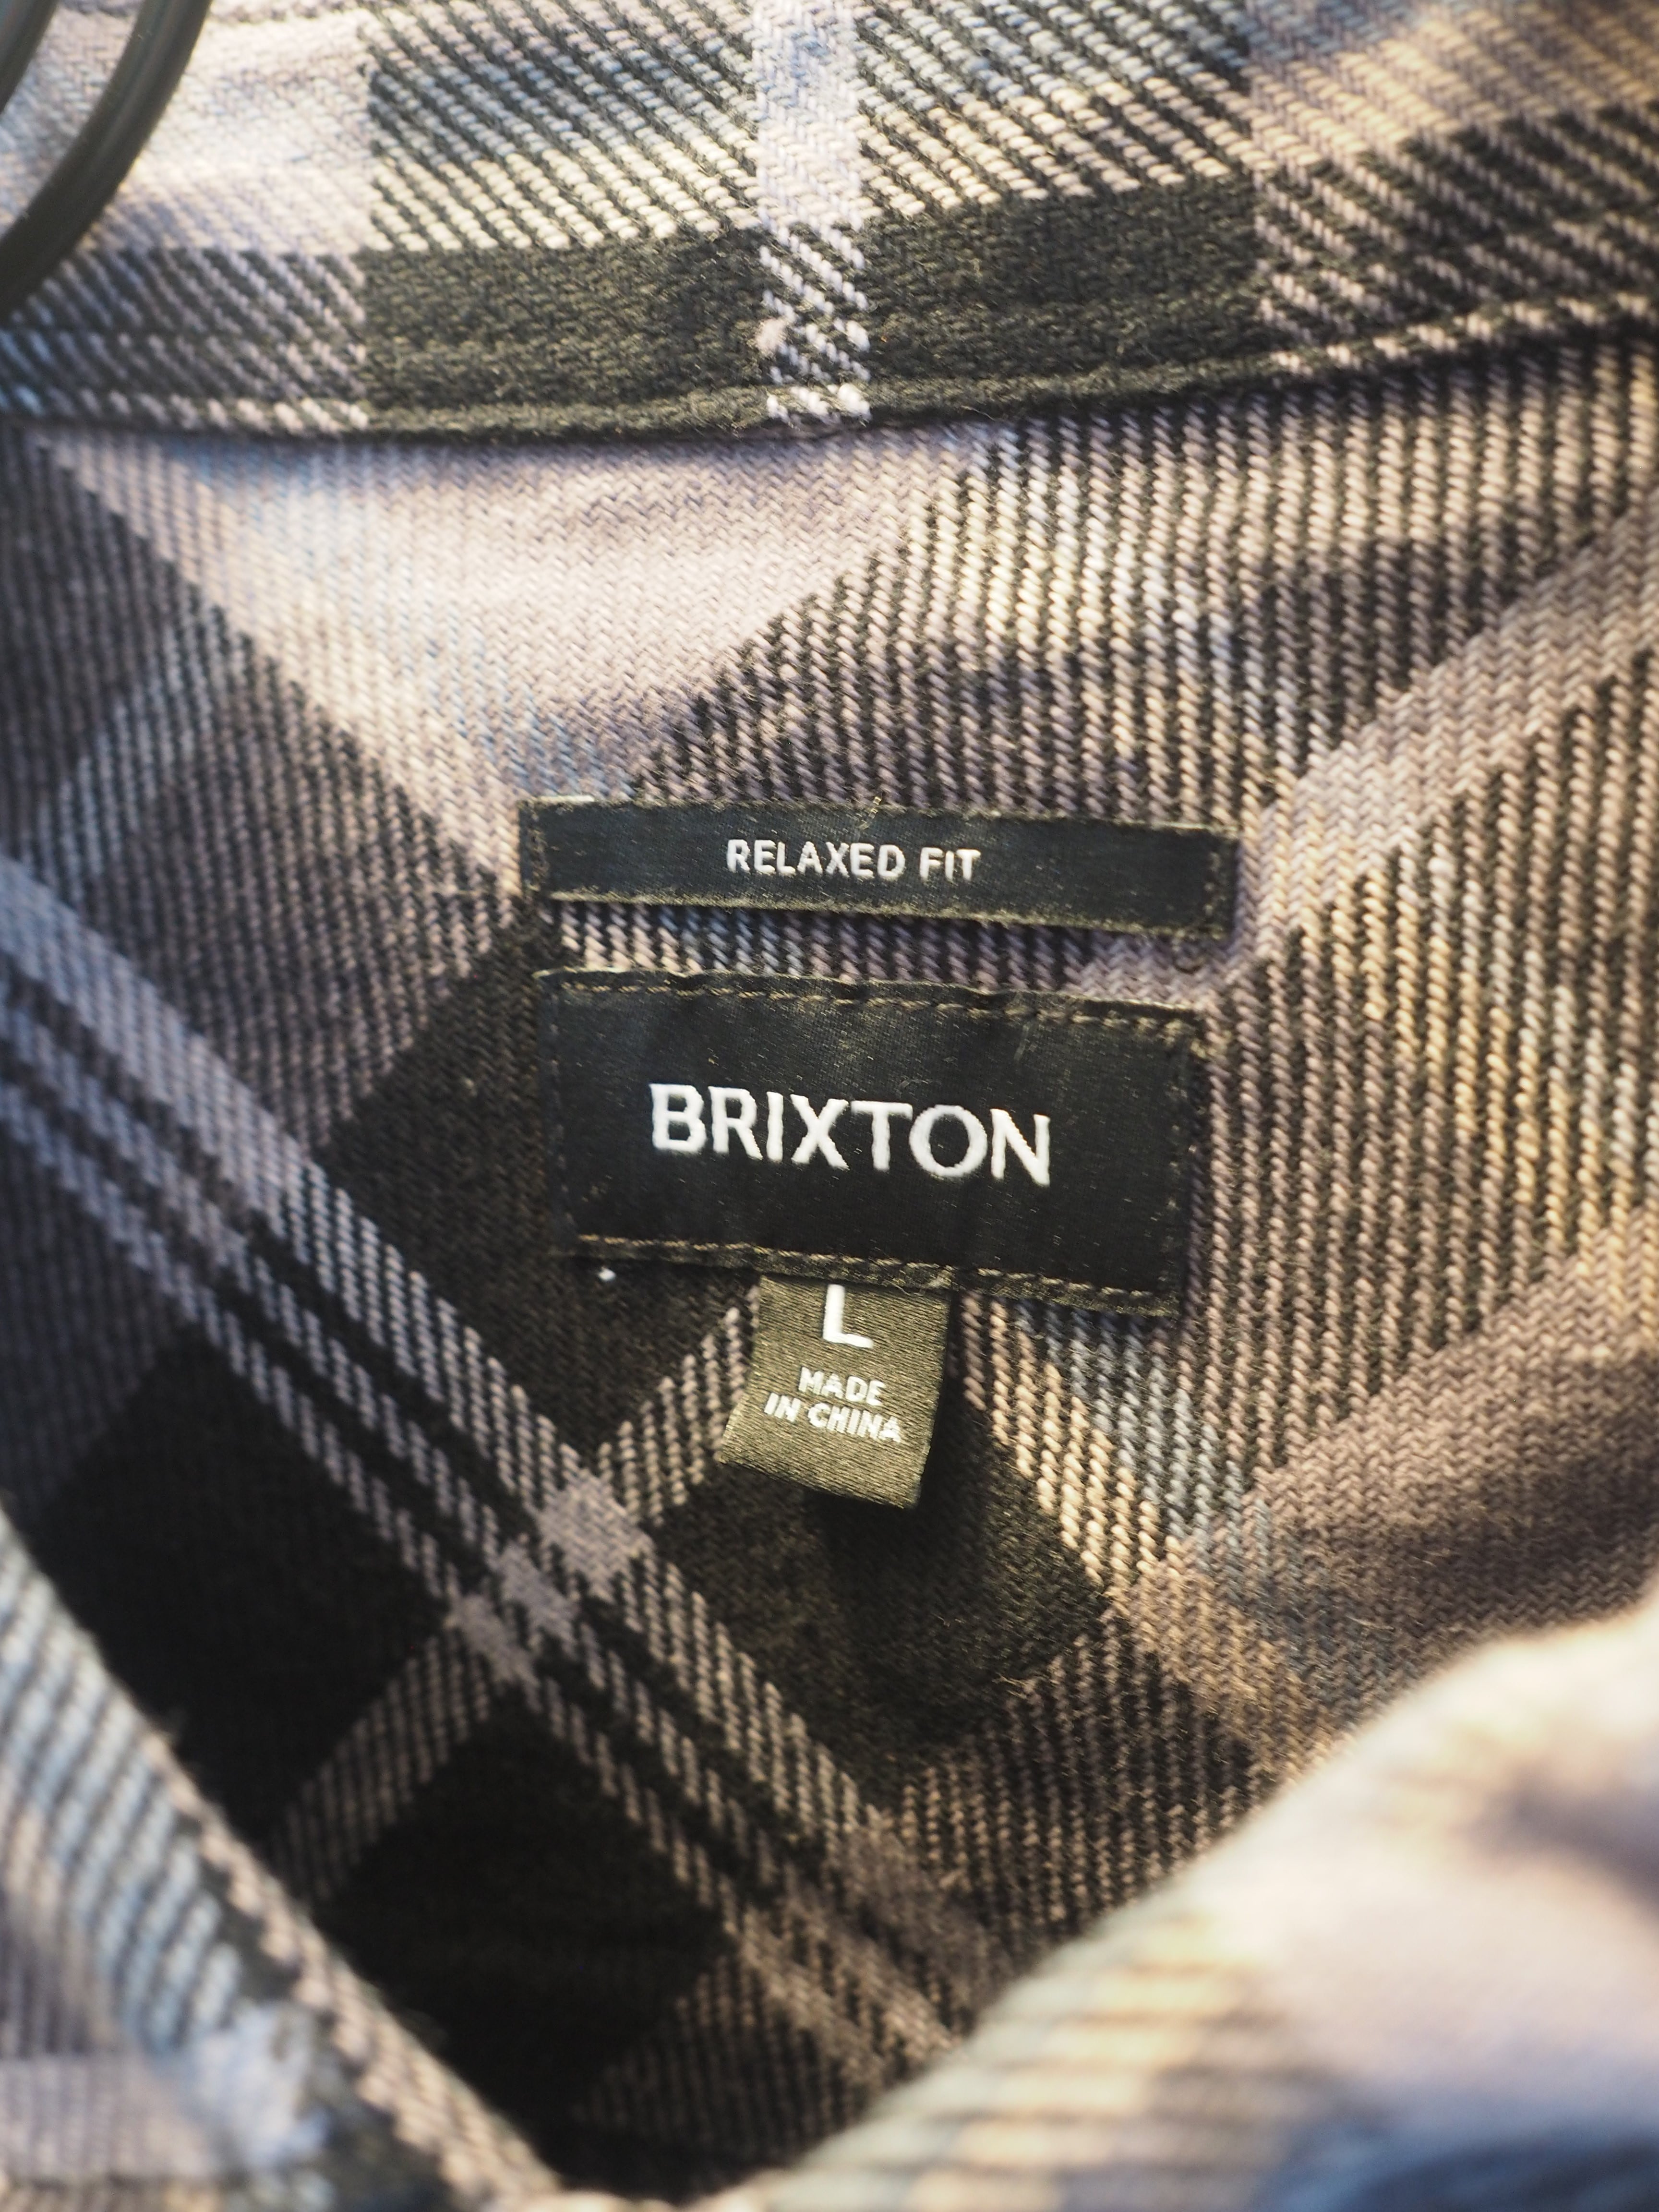 RELAXED FIT
BRIXTON
L
MADE
IN CHINA